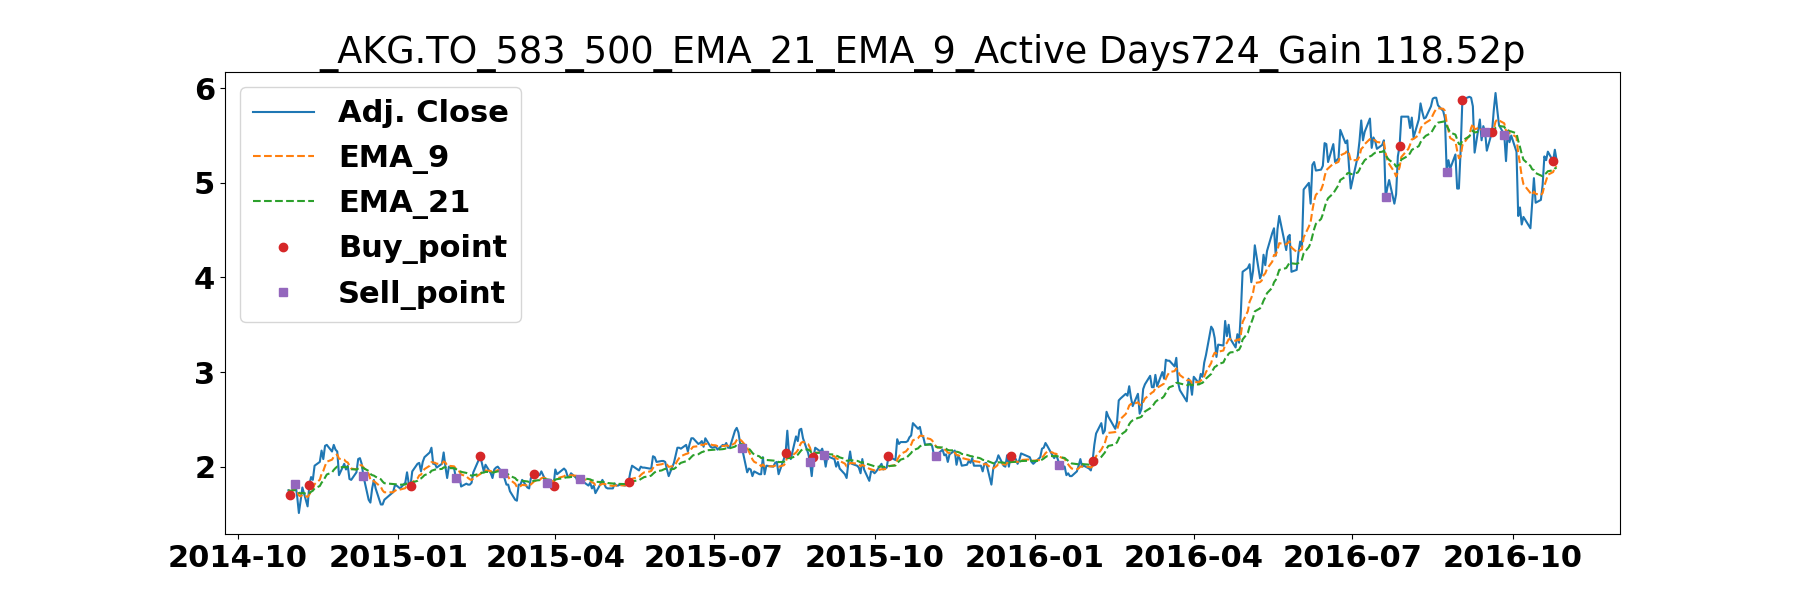 _AKG.TO_583_500_EMA_21_EMA_9_Active Days724_Gain 118.52p
6
5
4
3
2
Adj. Close
EMA_9
EMA_21
Buy_point
Sell_point
2014-10 2015-01 2015-04 2015-07 2015-10 2016-01 2016-04 2016-07 2016-10